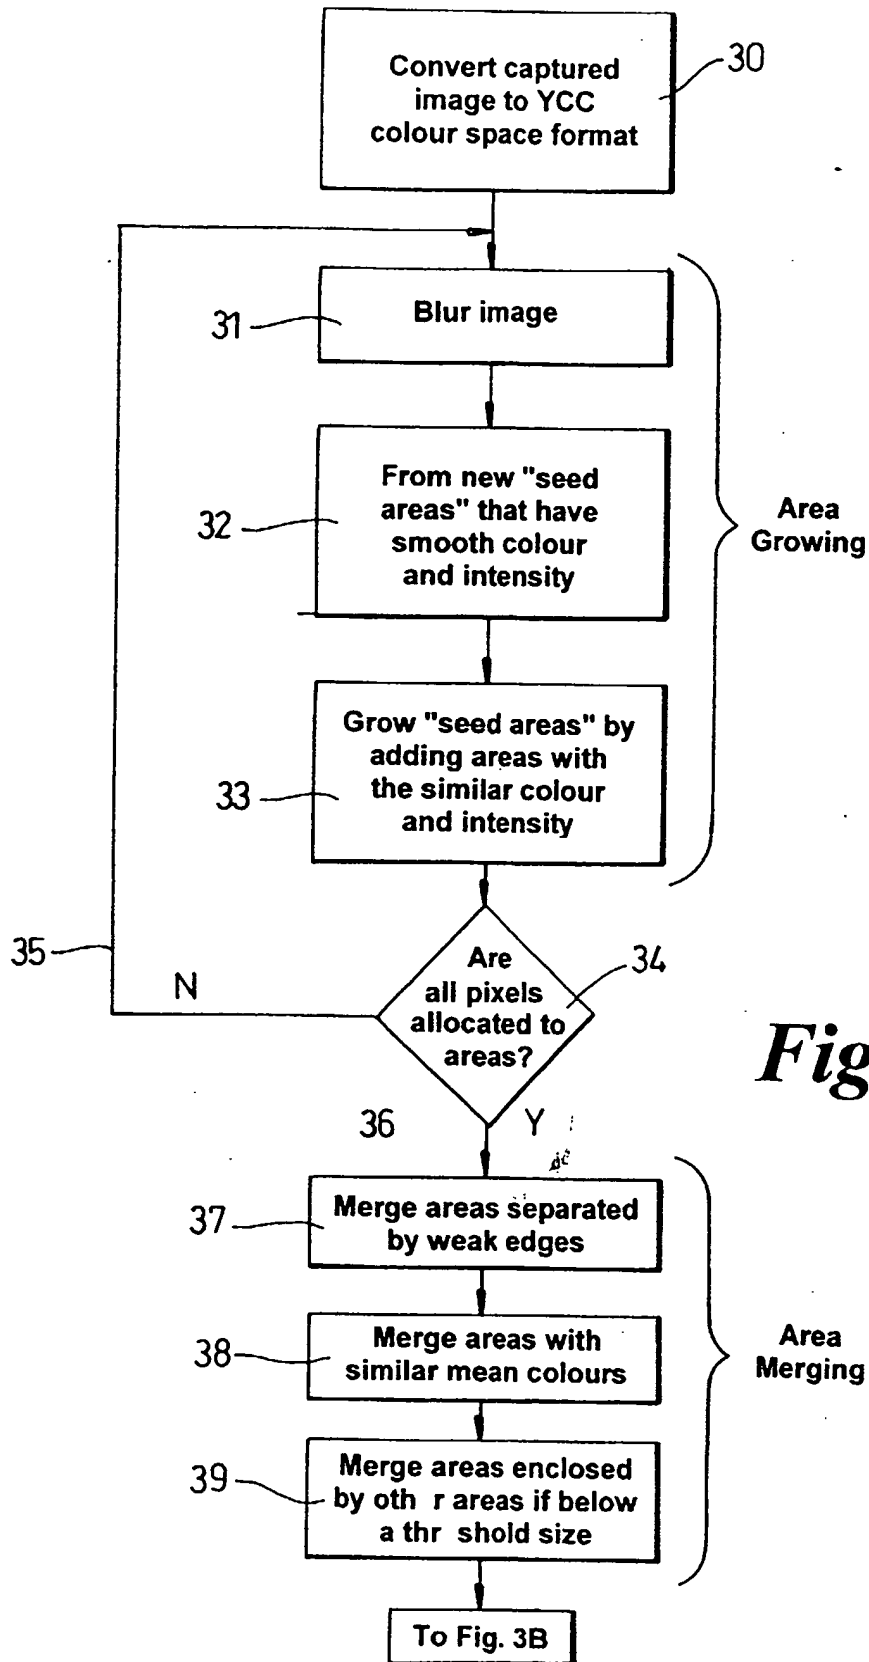 Convert captured
image to YCC
colour space format
30
31
Blur image
32
From new "seed
areas" that have
smooth colour
and intensity
Area
Growing
33
Grow "seed areas" by
adding areas with
the similar colour
and intensity
35
N
Are
all pixels
allocated to
areas?
34
Fig
36
Y
37
Merge areas separated
by weak edges
38
Merge areas with
similar mean colours
Area
Merging
39
Merge areas enclosed
by oth r areas if below
a thr shold size
To Fig. 3B